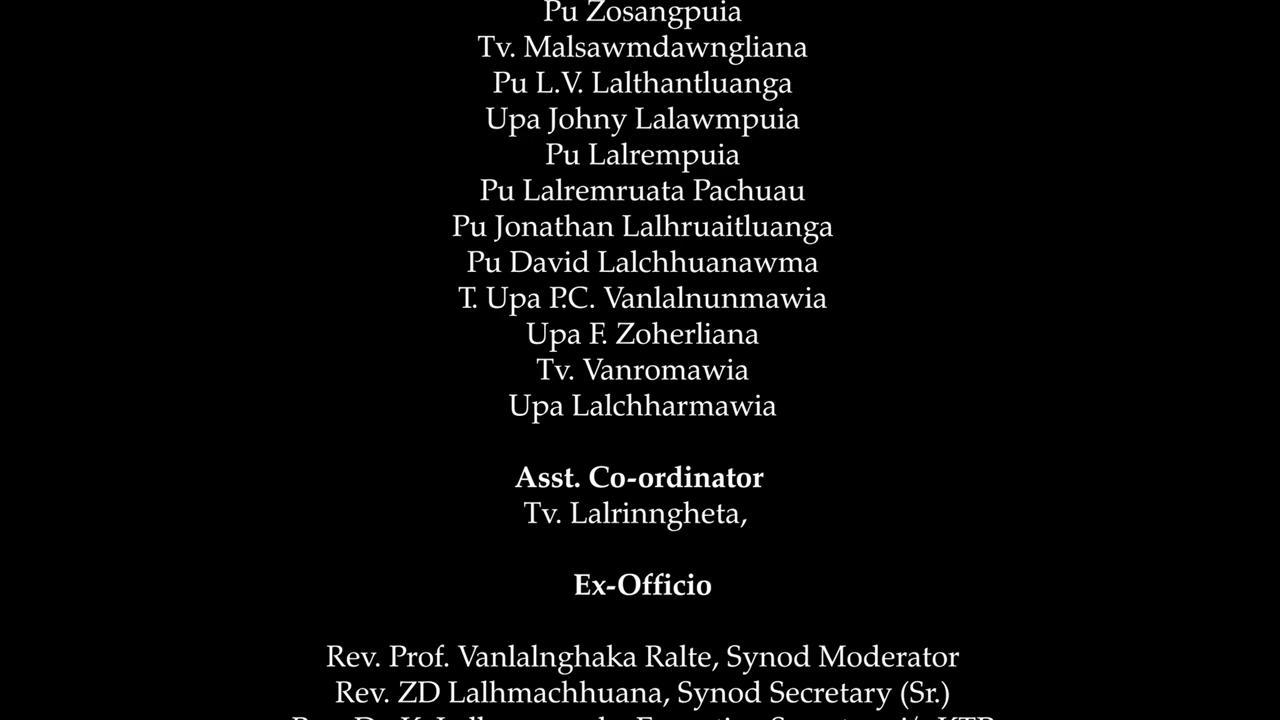 Pu Zosangpuia
Tv. Malsawmdawngliana
Pu L.V. Lalthantluanga
Upa Johny Lalawmpuia
Pu Lalrempuia
Pu Lalremruata Pachuau
Pu Jonathan Lalhruaitluanga
Pu David Lalchhuanawma
T. Upa P.C. Vanlalnunmawia
Upa F. Zoherliana
Tv. Vanromawia
Upa Lalchharmawia
Asst. Co-ordinator
Tv. Lalrinngheta,
Ex-Officio
Rev. Prof. Vanlalnghaka Ralte, Synod Moderator
Rev. ZD Lalhmachhuana, Synod Secretary (Sr.)